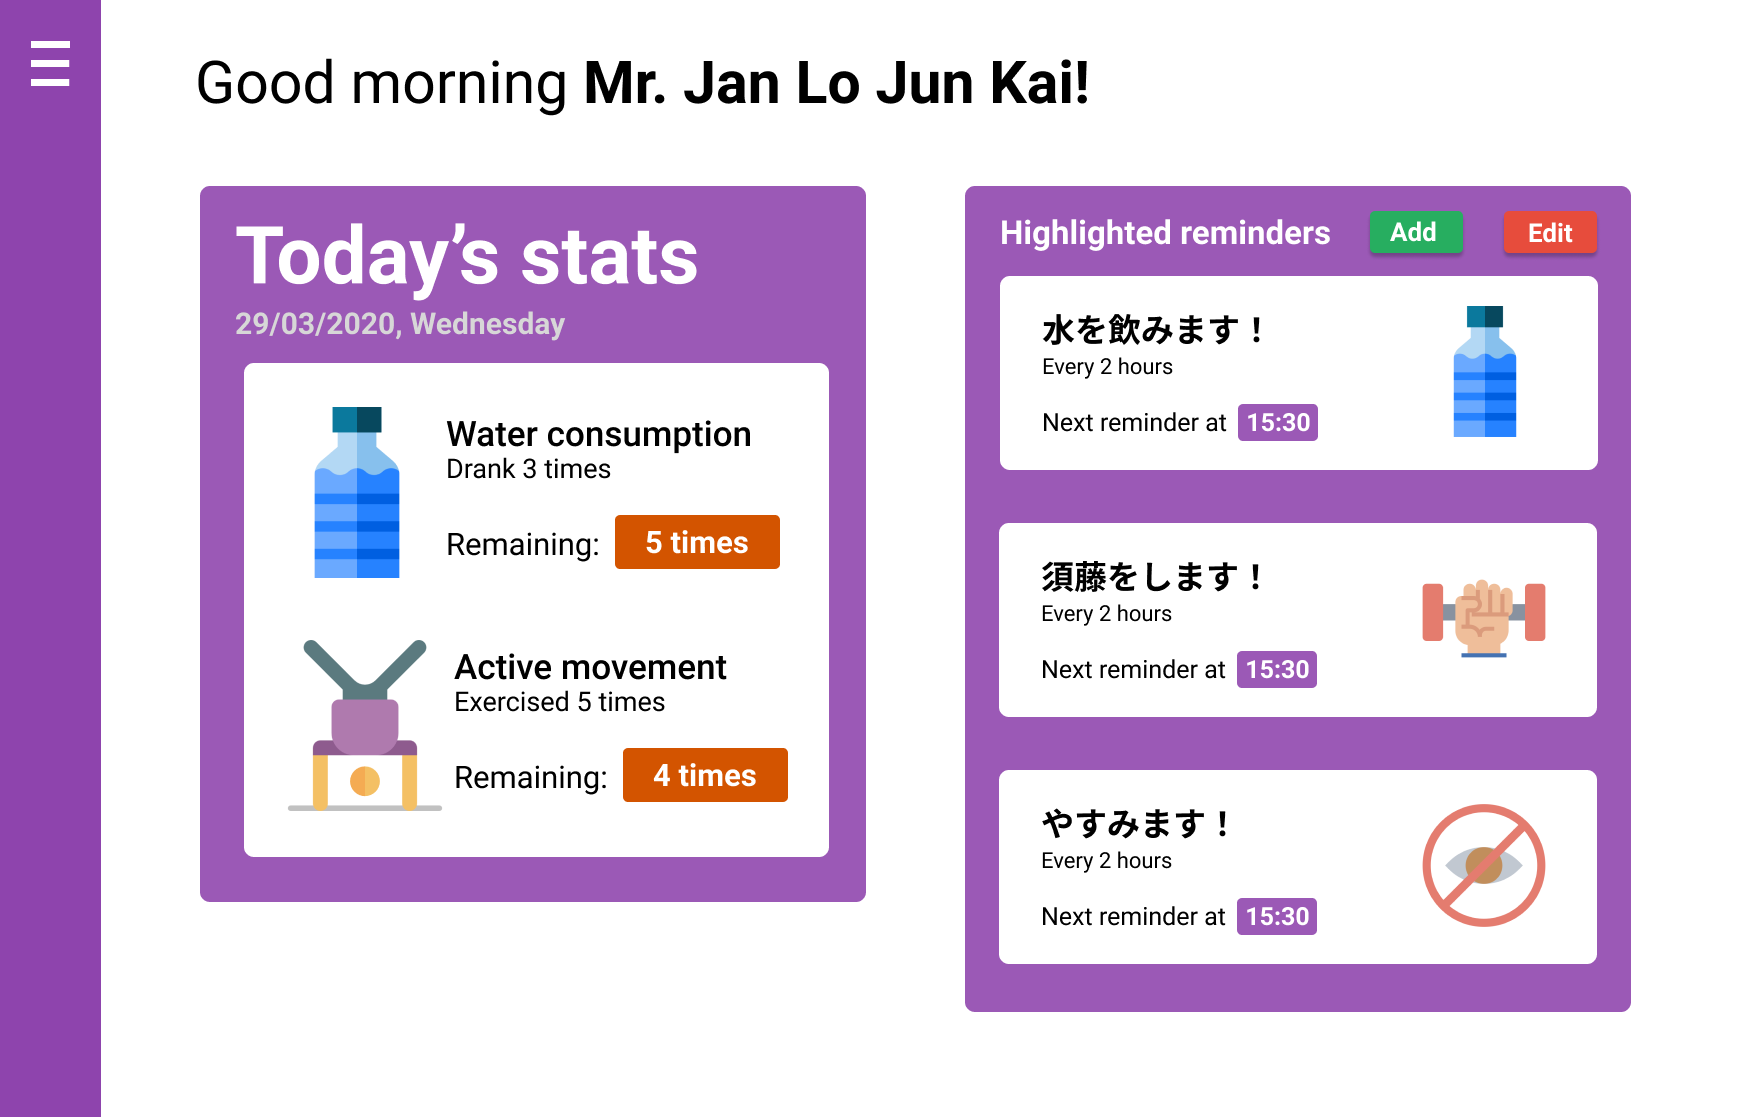 Good morning Mr. Jan Lo Jun Kai!
Today's stats
29/03/2020, Wednesday
Water consumption
Drank 3 times
Remaining: 5 times
Active movement
Exercised 5 times
Remaining: 4 times
Highlighted reminders Add Edit
水を飲みます！
Every 2 hours
Next reminder at 15:30
須藤をします！
Every 2 hours
Next reminder at 15:30
やすみます！
Every 2 hours
Next reminder at 15:30